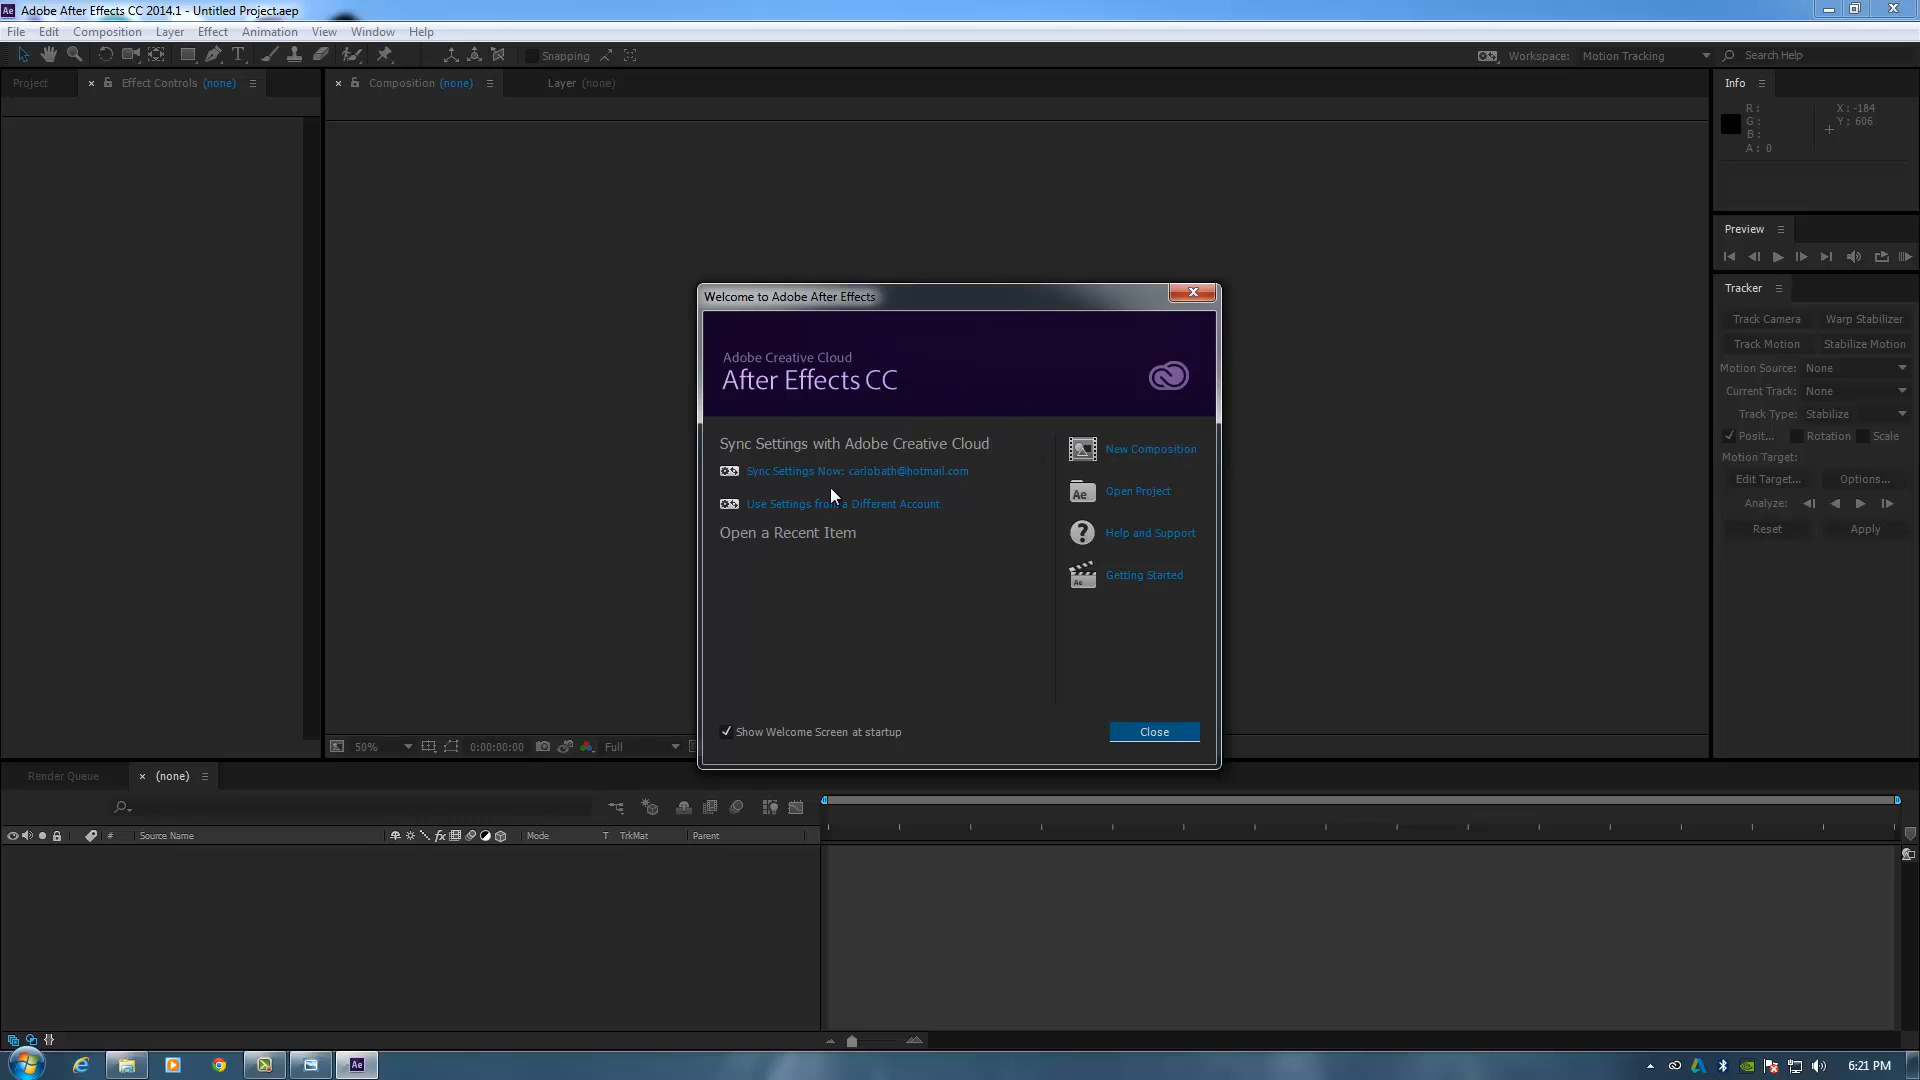 Adobe After Effects CC 2014.1 - Untitled Project.aep
File Edit Composition Layer Effect Animation View Window Help
Snapping
Workspace: Motion Tracking
Search Help
Project
Effect Controls (none)
Composition (none)
Layer (none)
Info
R :
G :
B :
A : 0
X : -184
Y : 606
Preview
Tracker
Track Camera Warp Stabilizer
Track Motion Stabilize Motion
Motion Source: None
Current Track: None
Track Type: Stabilize
Posit... Rotation Scale
Motion Target:
Edit Target... Options...
Analyze:
Reset Apply
Welcome to Adobe After Effects
Adobe Creative Cloud
After Effects CC
Sync Settings with Adobe Creative Cloud
Sync Settings Now: carlobath@hotmail.com
Use Settings from a Different Account
Open a Recent Item
New Composition
Open Project
Help and Support
Getting Started
Show Welcome Screen at startup
Close
50%
0:00:00:00
Full
Render Queue
(none)
# Source Name
fx
Mode
T TrkMat
Parent
Ae
6:21 PM